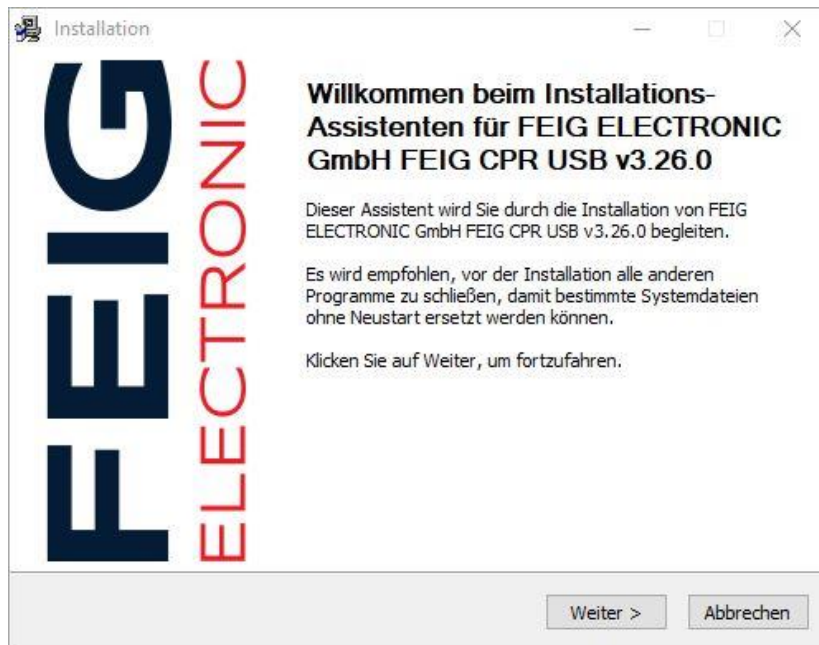 Installation
FEIG
ELECTRONIC
Willkommen beim Installations-
Assistenten für FEIG ELECTRONIC
GmbH FEIG CPR USB v3.26.0
Dieser Assistent wird Sie durch die Installation von FEIG
ELECTRONIC GmbH FEIG CPR USB v3.26.0 begleiten.
Es wird empfohlen, vor der Installation alle anderen
Programme zu schließen, damit bestimmte Systemdateien
ohne Neustart ersetzt werden können.
Klicken Sie auf Weiter, um fortzufahren.
Weiter >
Abbrechen